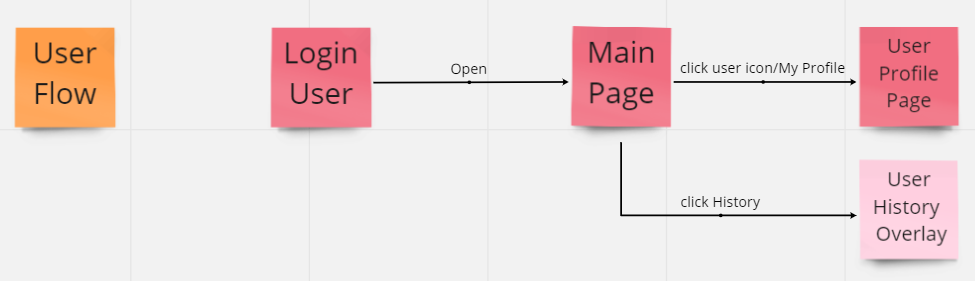 User
Flow
Login
User
Open
Main
Page
click user icon/My Profile
User
Profile
Page
click History
User
History
Overlay